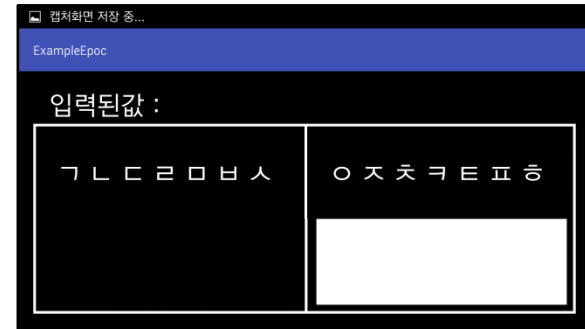 캡처화면 저장 중...
ExampleEpoc
입력된값 :
ㄱ ㄴ ㄷ ㄹ ㅁ ㅂ ㅅ
ㅇ ㅈ ㅊ ㅋ ㅌ ㅍ ㅎ